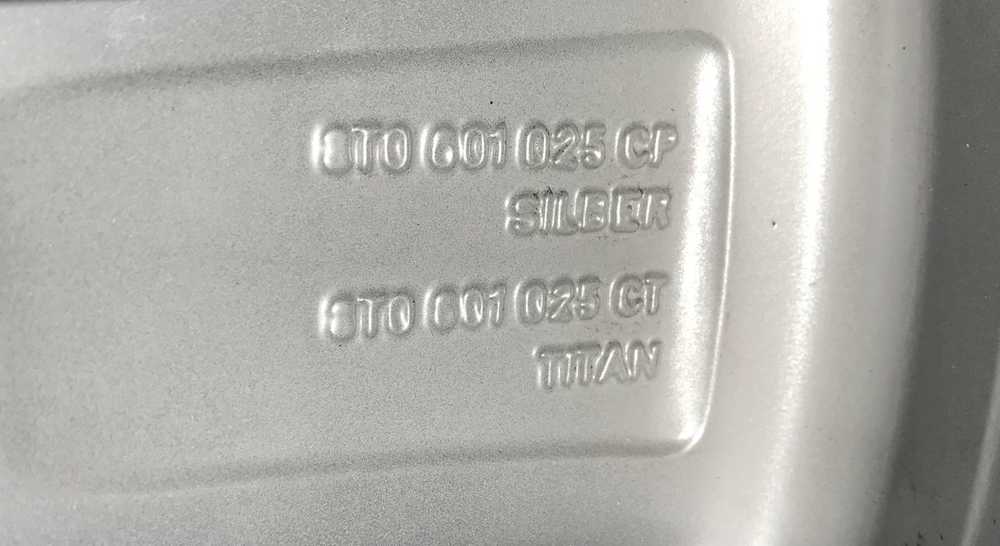 8T0 601 025 CP
SILBER
8T0 601 025 CT
TITAN